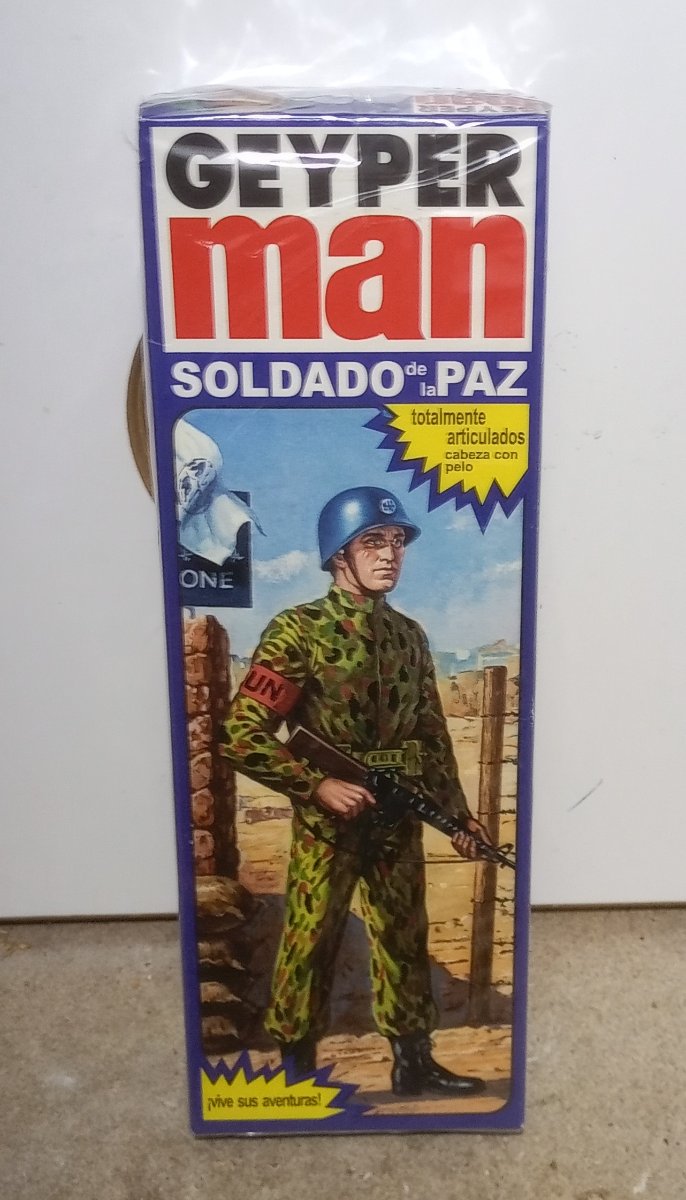 GEYPER
man
SOLDADO de la PAZ
totalmente
articulados
cabeza con
pelo
ONE
UN
¡vive sus aventuras!